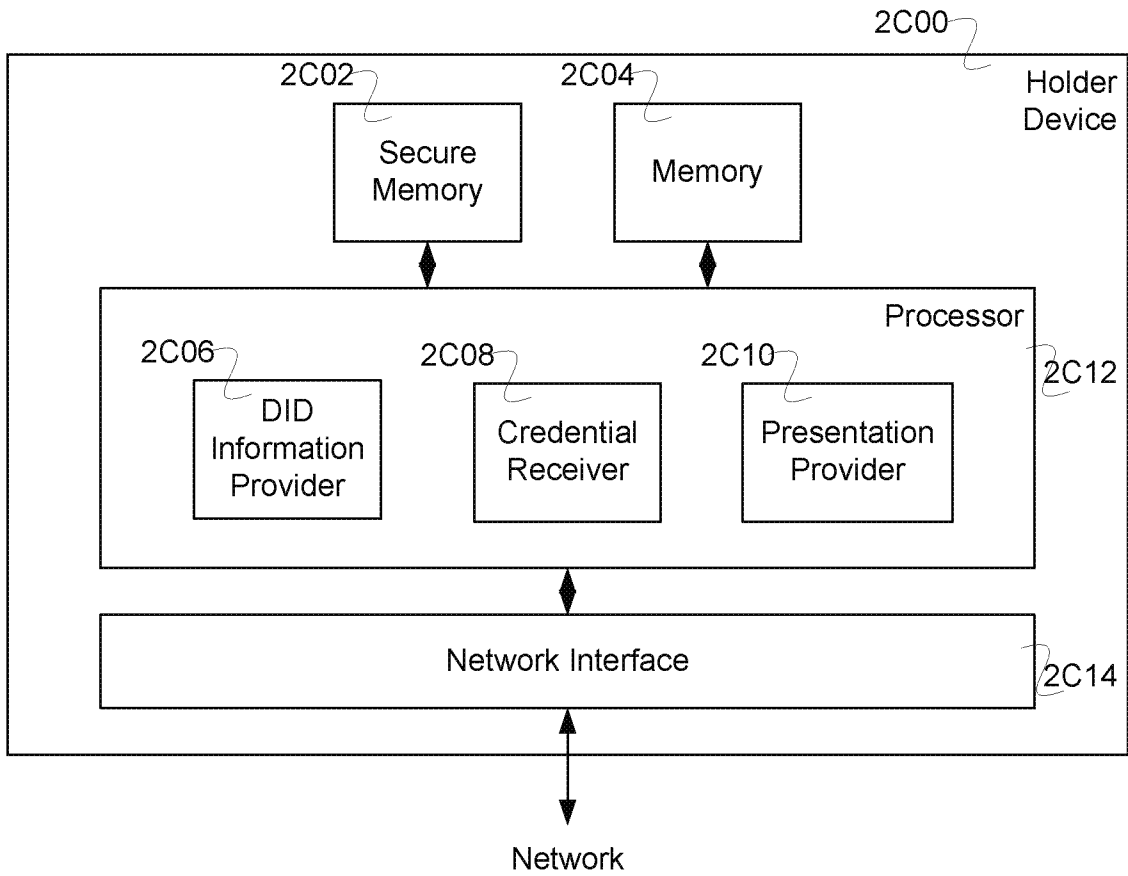 2C00
Holder
Device
2C02
2C04
Secure
Memory
Memory
Processor
2C06
2C08
2C10
2C12
DID
Information
Provider
Credential
Receiver
Presentation
Provider
Network Interface
2C14
Network